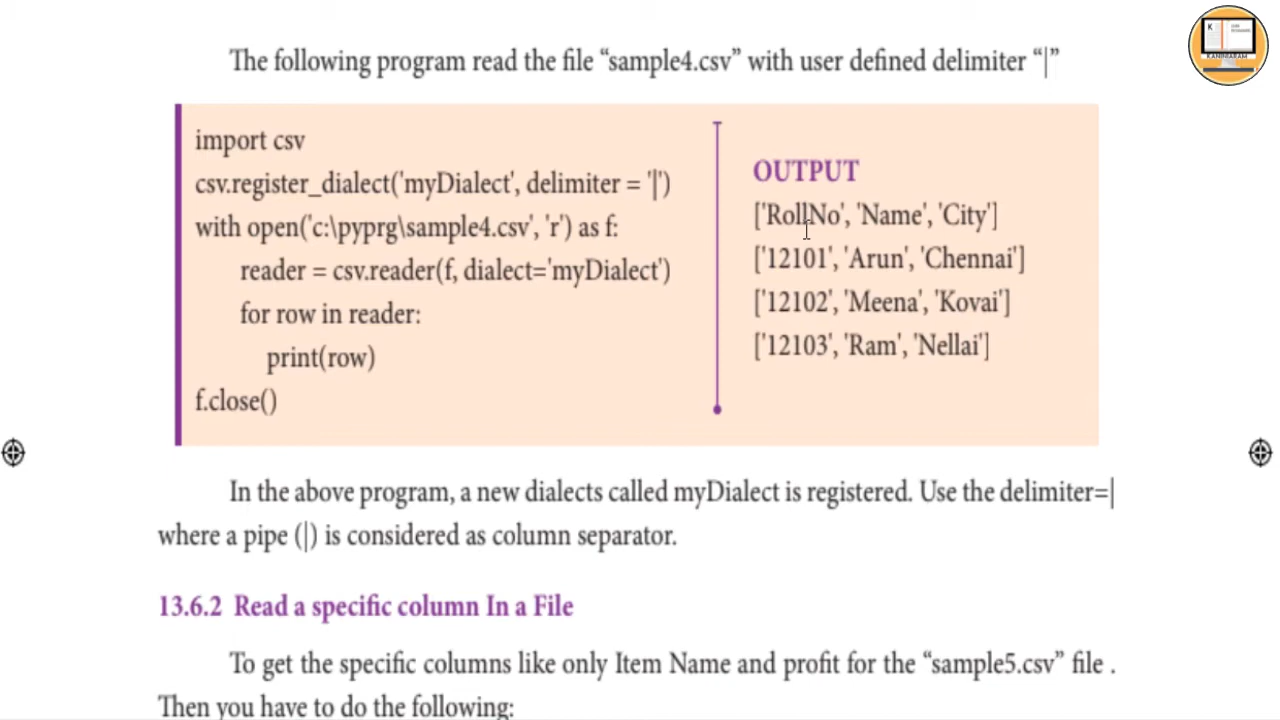 The following program read the file “sample4.csv” with user defined delimiter “|”
import csv
csv.register_dialect('myDialect', delimiter = '|')
with open('c:\pyprg\sample4.csv', 'r') as f:
reader = csv.reader(f, dialect='myDialect')
for row in reader:
print(row)
f.close()
OUTPUT
['RollNo', 'Name', 'City']
['12101', 'Arun', 'Chennai']
['12102', 'Meena', 'Kovai']
['12103', 'Ram', 'Nellai']
In the above program, a new dialects called myDialect is registered. Use the delimiter=|
where a pipe (|) is considered as column separator.
13.6.2 Read a specific column In a File
To get the specific columns like only Item Name and profit for the “sample5.csv” file .
Then you have to do the following: